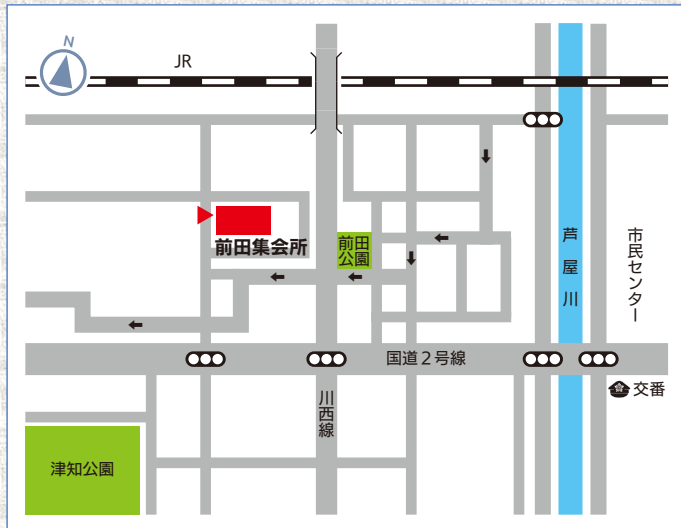 N
JR
前田集会所
前田
公園
芦屋川
市民センター
国道2号線
交番
川西線
津知公園